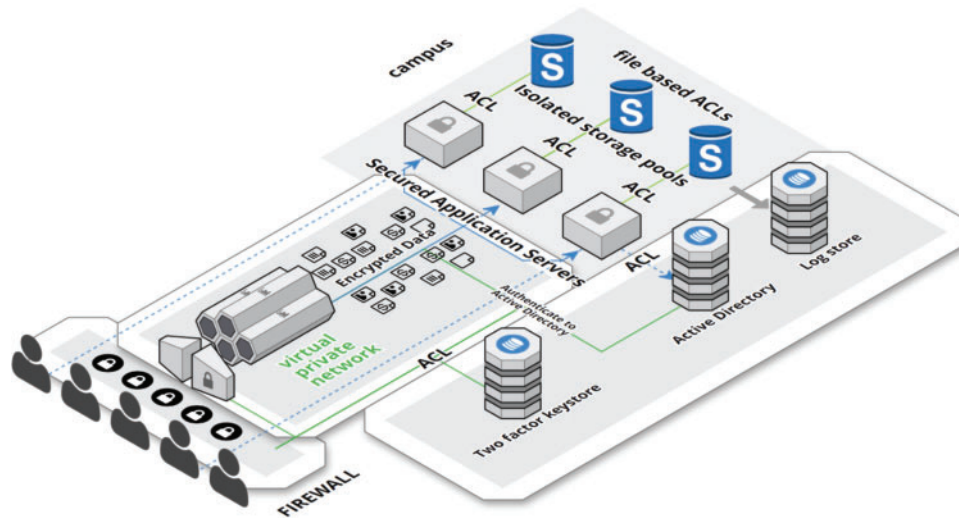 campus
file based ACLs
S
ACL
Isolated storage pools
S
ACL
S
Secured Application Servers
ACL
Encrypted Data
ACL
Log store
Authenticate to
Active Directory
Active Directory
virtual
private
network
ACL
Two factor keystore
FIREWALL